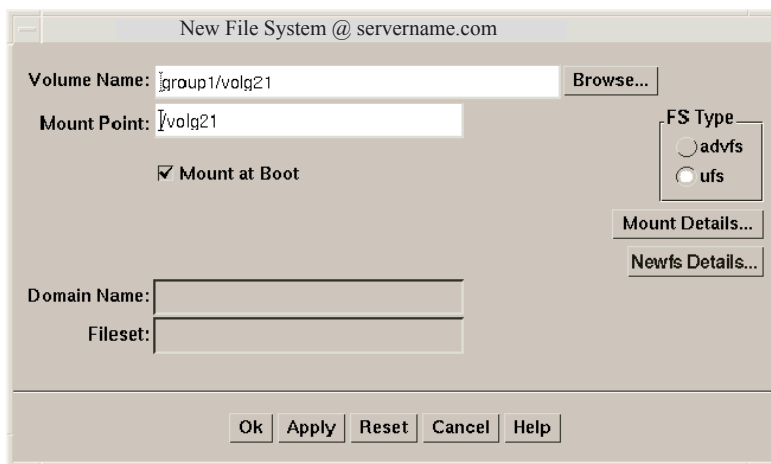 New File System @ servername.com
Volume Name: group1/volg21 Browse...
Mount Point: /volg21
FS Type
advfs
Mount at Boot
ufs
Mount Details...
Newfs Details...
Domain Name:
Fileset:
Ok Apply Reset Cancel Help